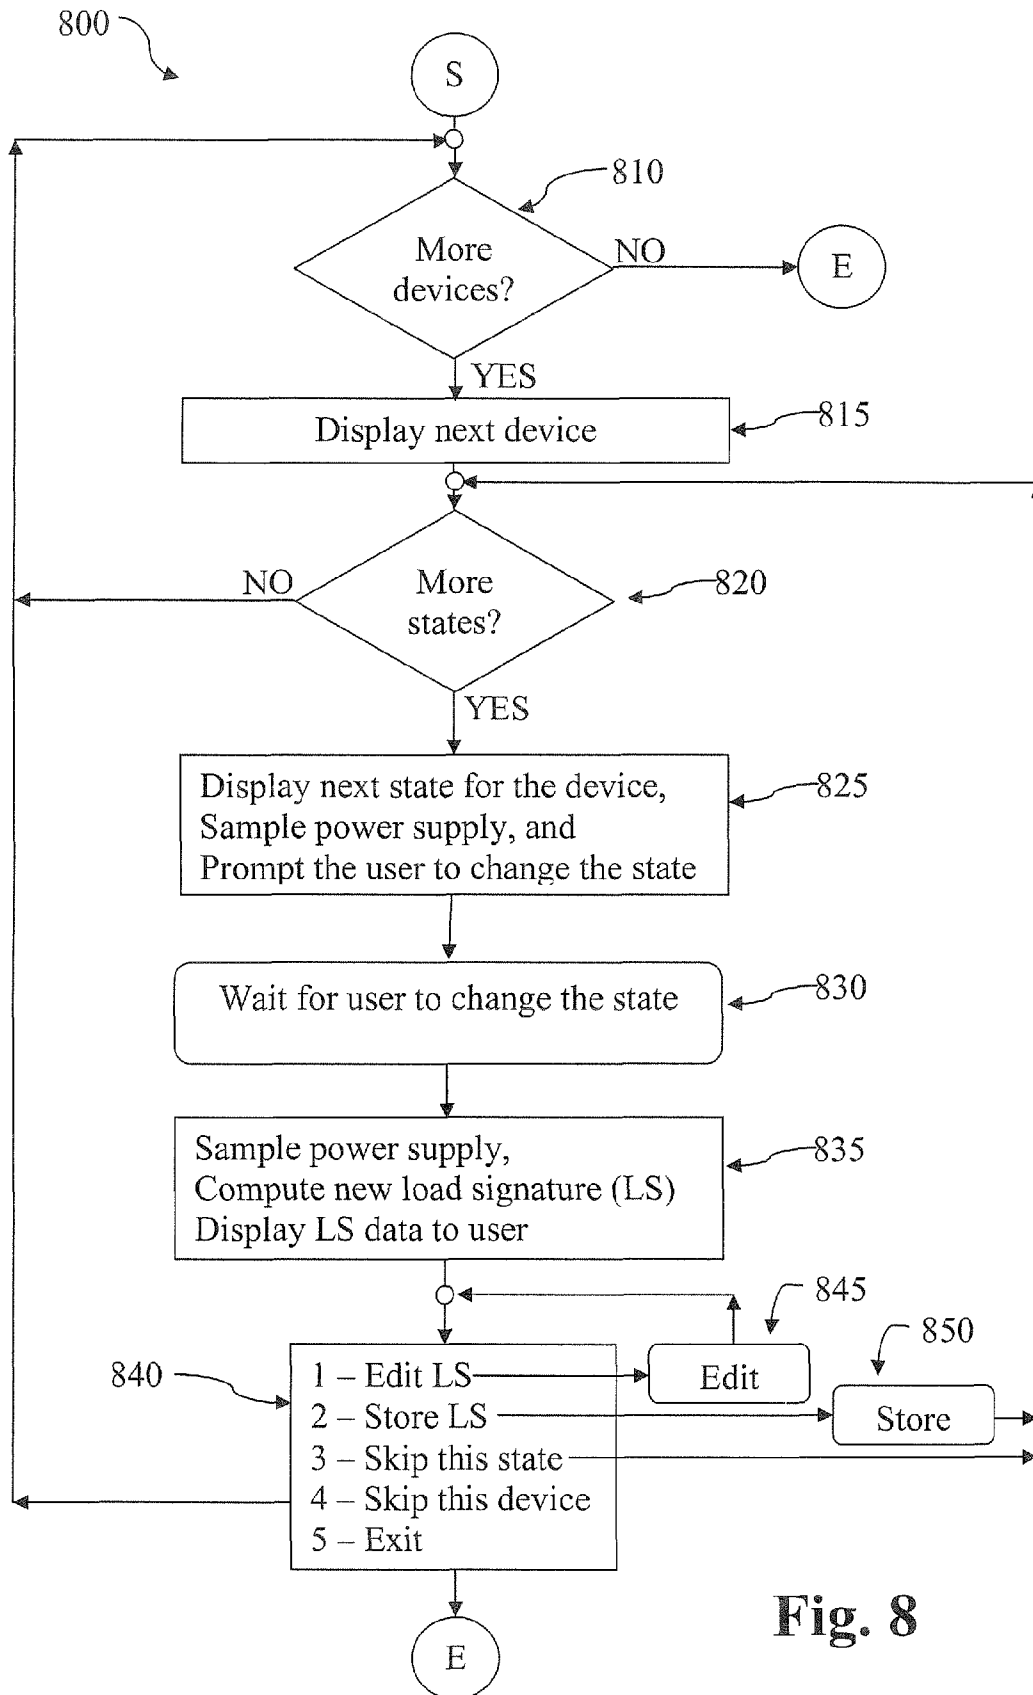 800
S
810
More
devices?
NO
E
YES
Display next device
815
NO
More
states?
820
YES
Display next state for the device,
Sample power supply, and
Prompt the user to change the state
825
Wait for user to change the state
830
Sample power supply,
Compute new load signature (LS)
Display LS data to user
835
845
850
840
1 – Edit LS
Edit
2 – Store LS
Store
3 – Skip this state
4 – Skip this device
5 – Exit
Fig. 8
E